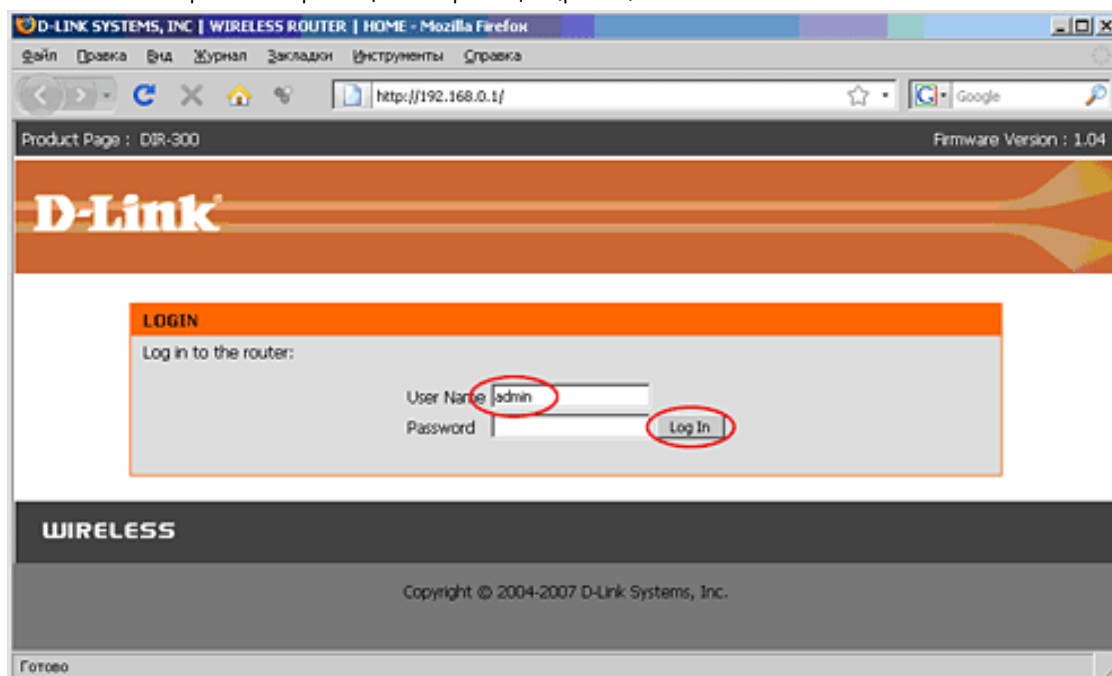 D-LINK SYSTEMS, INC | WIRELESS ROUTER | HOME - Mozilla Firefox
Файл Правка Вид Журнал Закладки Инструменты Справка
http://192.168.0.1/
Google
Product Page : DIR-300
Firmware Version : 1.04
D-Link
LOGIN
Log in to the router:
User Name admin
Password
Log In
WIRELESS
Copyright © 2004-2007 D-Link Systems, Inc.
Готово